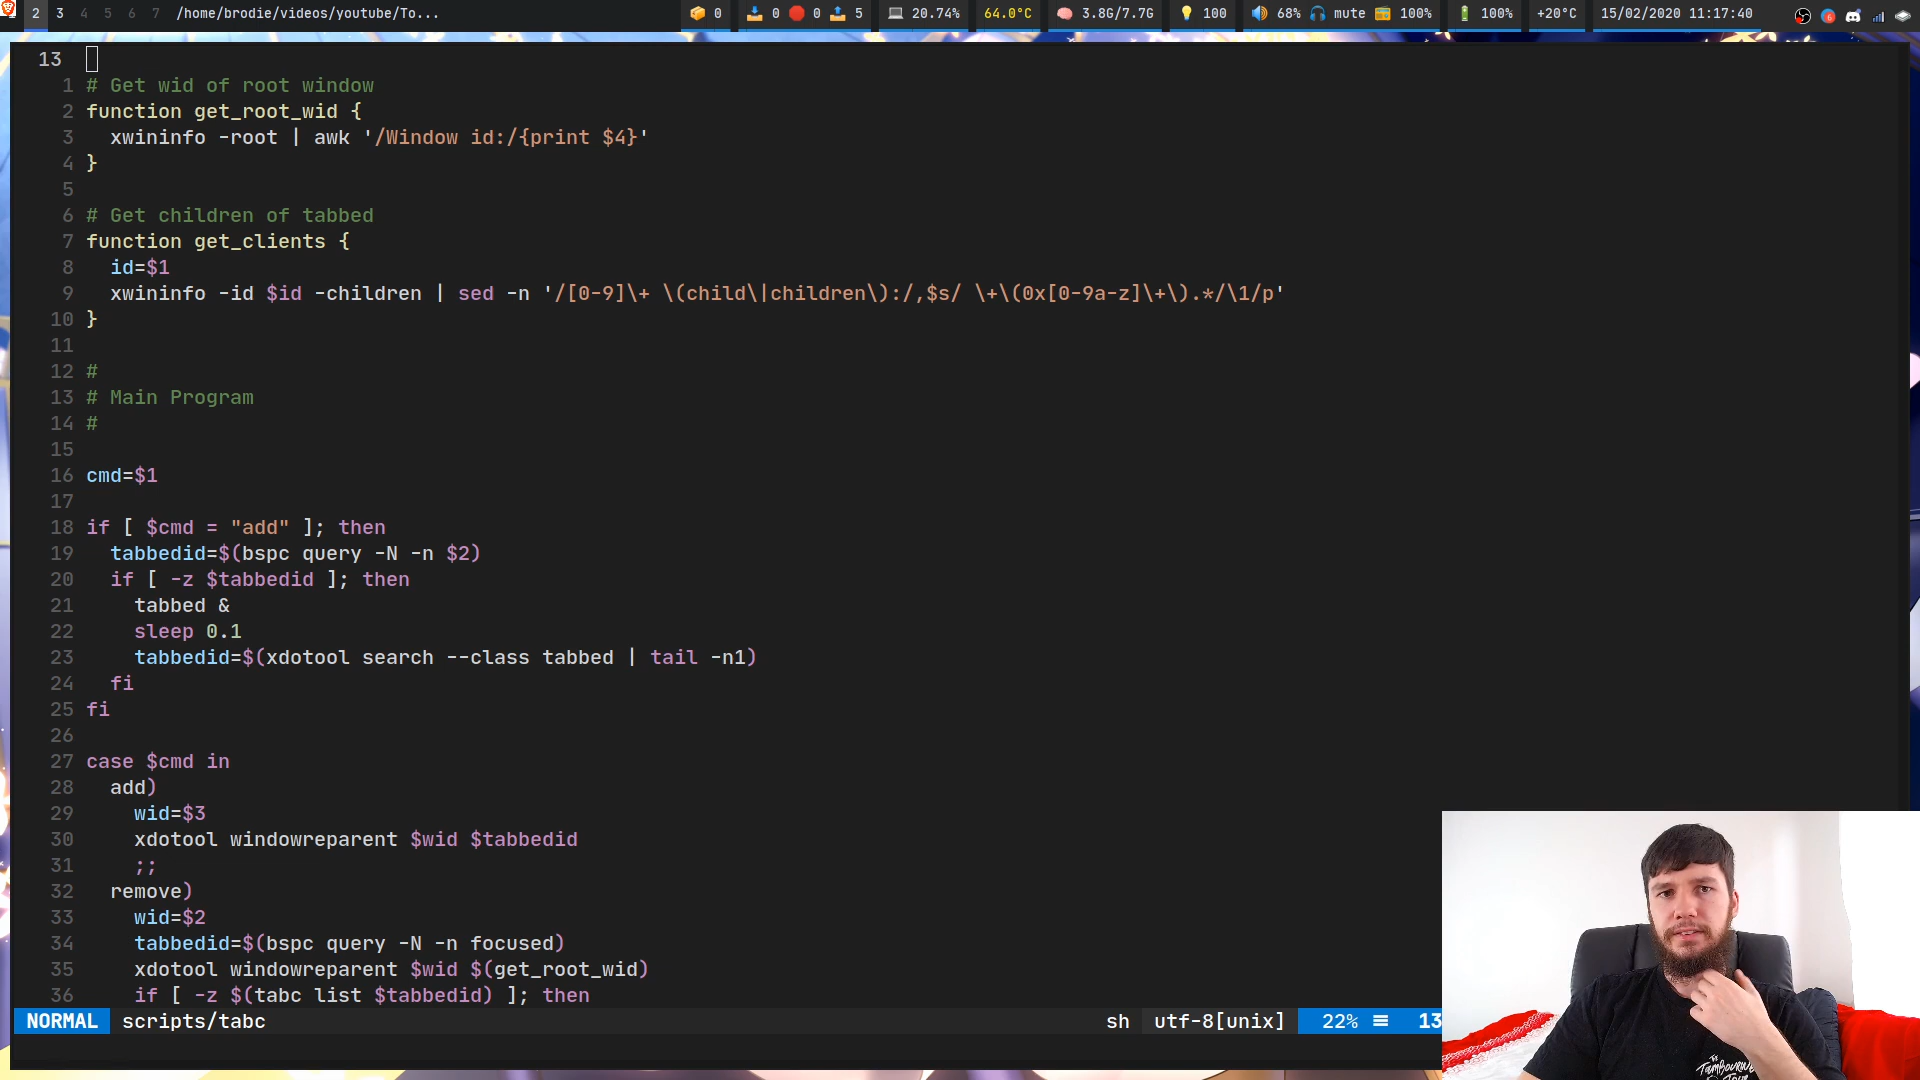 2 3 4 5 6 7 /home/brodie/videos/youtube/To... 0 0 0 5 20.74% 64.0°C 3.8G/7.7G 100 68% mute 100% 100% +20°C 15/02/2020 11:17:40
13
1 # Get wid of root window
2 function get_root_wid {
3   xwininfo -root | awk '/Window id:/{print $4}'
4 }
5
6 # Get children of tabbed
7 function get_clients {
8   id=$1
9   xwininfo -id $id -children | sed -n '/[0-9]\+ \(child\|children\):/,$s/ \+\(0x[0-9a-z]\+\).*/\1/p'
10 }
11
12 #
13 # Main Program
14 #
15
16 cmd=$1
17
18 if [ $cmd = "add" ]; then
19   tabbedid=$(bspc query -N -n $2)
20   if [ -z $tabbedid ]; then
21     tabbed &
22     sleep 0.1
23     tabbedid=$(xdotool search --class tabbed | tail -n1)
24   fi
25 fi
26
27 case $cmd in
28   add)
29     wid=$3
30     xdotool windowreparent $wid $tabbedid
31     ;;
32   remove)
33     wid=$2
34     tabbedid=$(bspc query -N -n focused)
35     xdotool windowreparent $wid $(get_root_wid)
36     if [ -z $(tabc list $tabbedid) ]; then
NORMAL scripts/tabc sh utf-8[unix] 22% ≡ 13